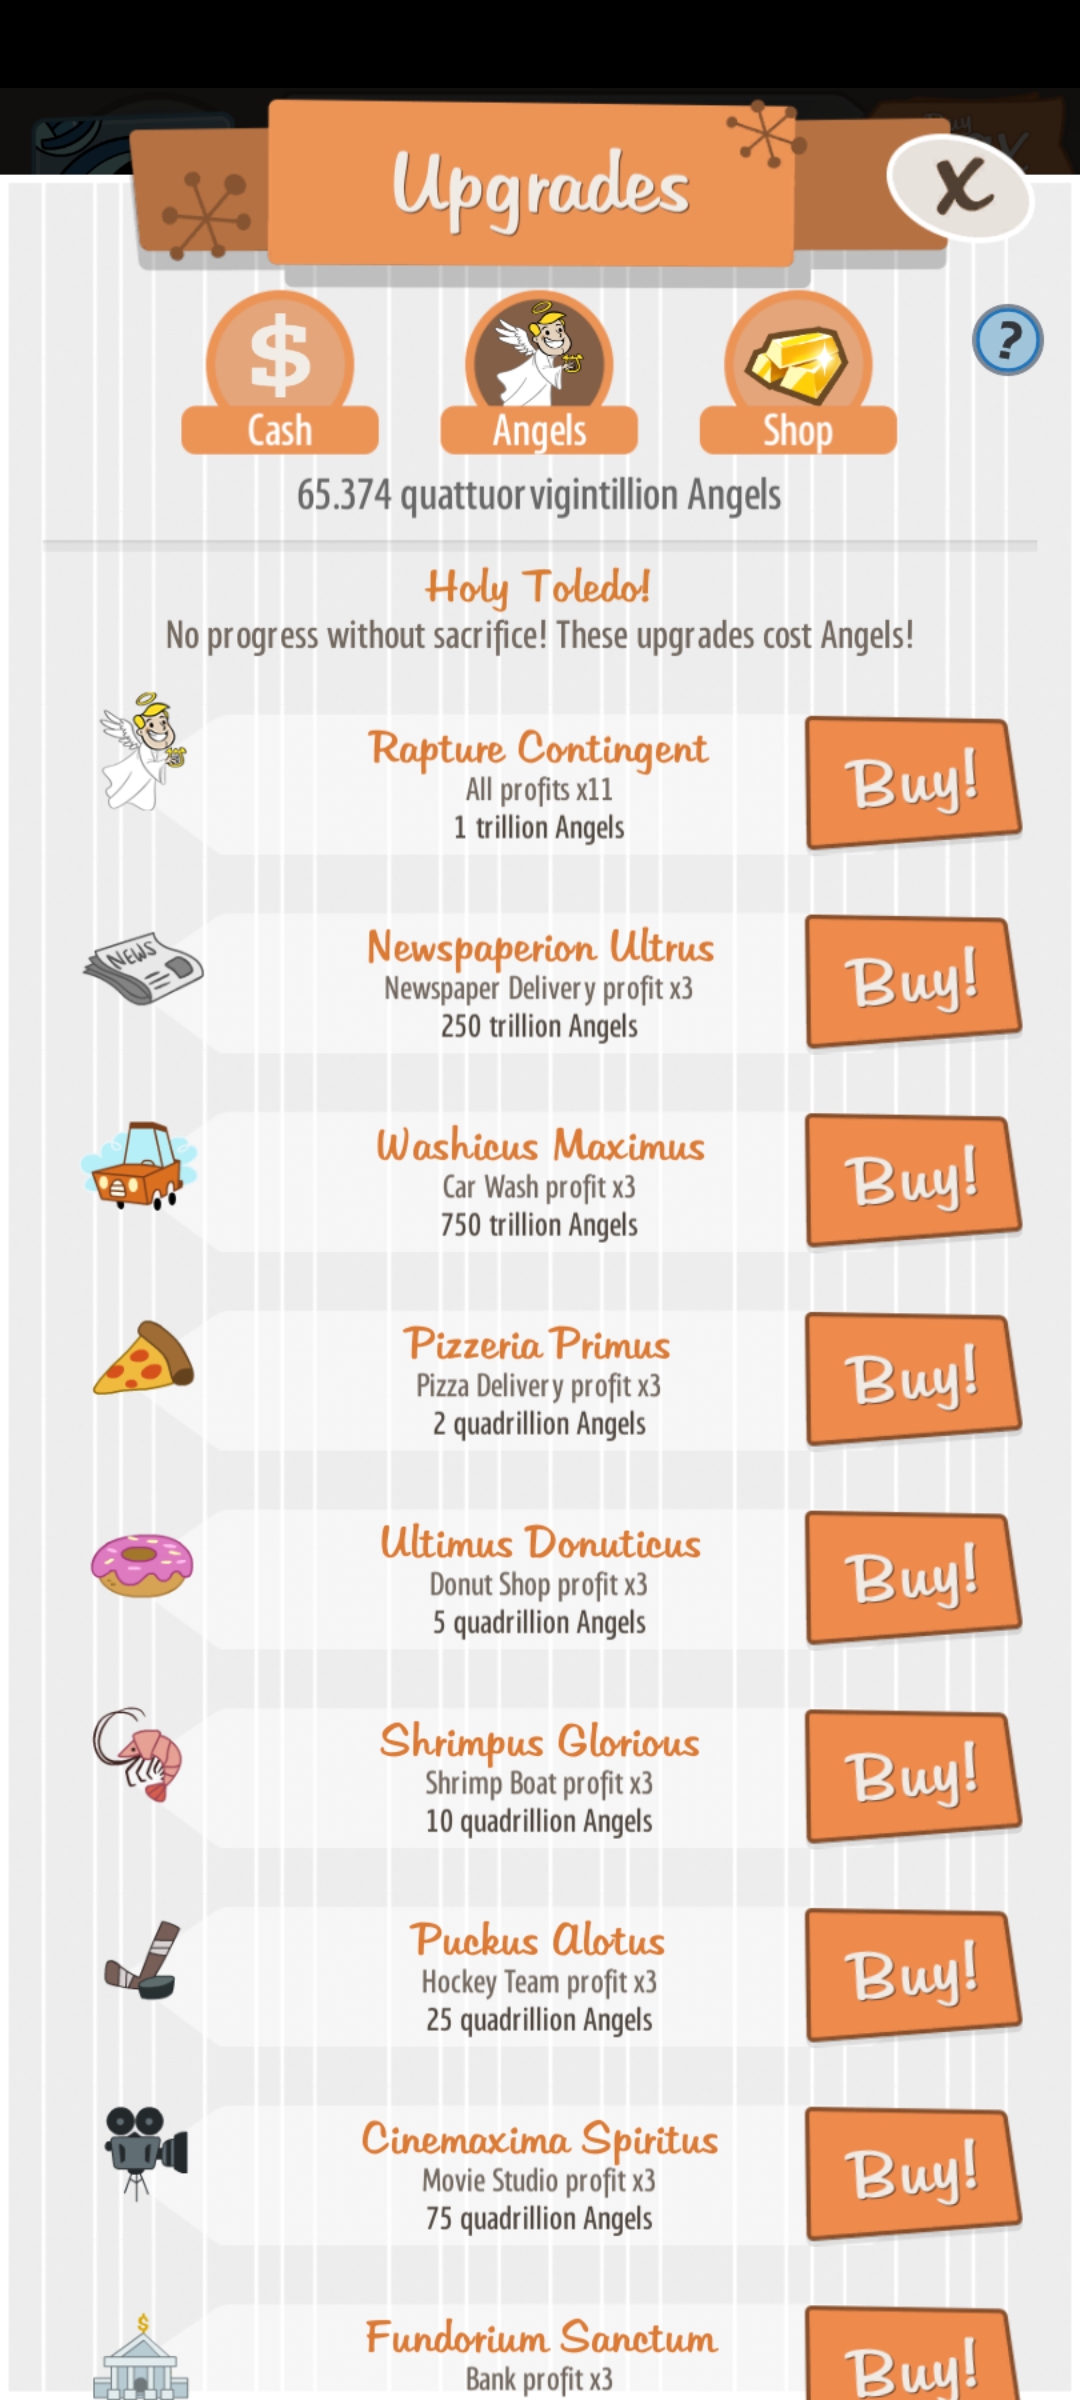 Upgrades
X
$
?
Cash
Angels
Shop
65.374 quattuorvigintillion Angels
Holy Toledo!
No progress without sacrifice! These upgrades cost Angels!
Rapture Contingent
All profits x11
1 trillion Angels
Buy!
NEWS
Newspaperion Ultrus
Newspaper Delivery profit x3
250 trillion Angels
Buy!
Washicus Maximus
Car Wash profit x3
750 trillion Angels
Buy!
Pizzeria Primus
Pizza Delivery profit x3
2 quadrillion Angels
Buy!
Ultimus Donuticus
Donut Shop profit x3
5 quadrillion Angels
Buy!
Shrimpus Glorious
Shrimp Boat profit x3
10 quadrillion Angels
Buy!
Puckus Alotus
Hockey Team profit x3
25 quadrillion Angels
Buy!
Cinemaxima Spiritus
Movie Studio profit x3
75 quadrillion Angels
Buy!
$
Fundorium Sanctum
Bank profit x3
Buy!